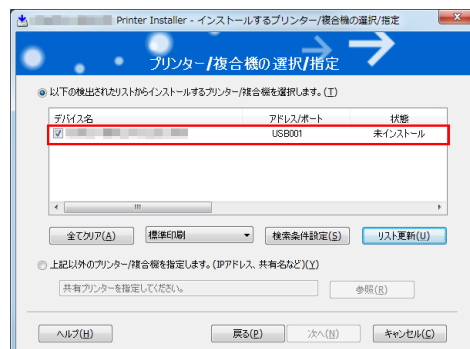 Printer Installer - インストールするプリンター/複合機の選択/指定
プリンター/複合機の選択/指定
以下の検出されたリストからインストールするプリンター/複合機を選択します。(I)
デバイス名 アドレス/ポート 状態
USB001 未インストール
全てクリア(A) 標準印刷 検索条件設定(S) リスト更新(U)
上記以外のプリンター/複合機を指定します。(IPアドレス、共有名など)(Y)
共有プリンターを指定してください。 参照(R)
ヘルプ(H) 戻る(P) 次へ(N) キャンセル(C)